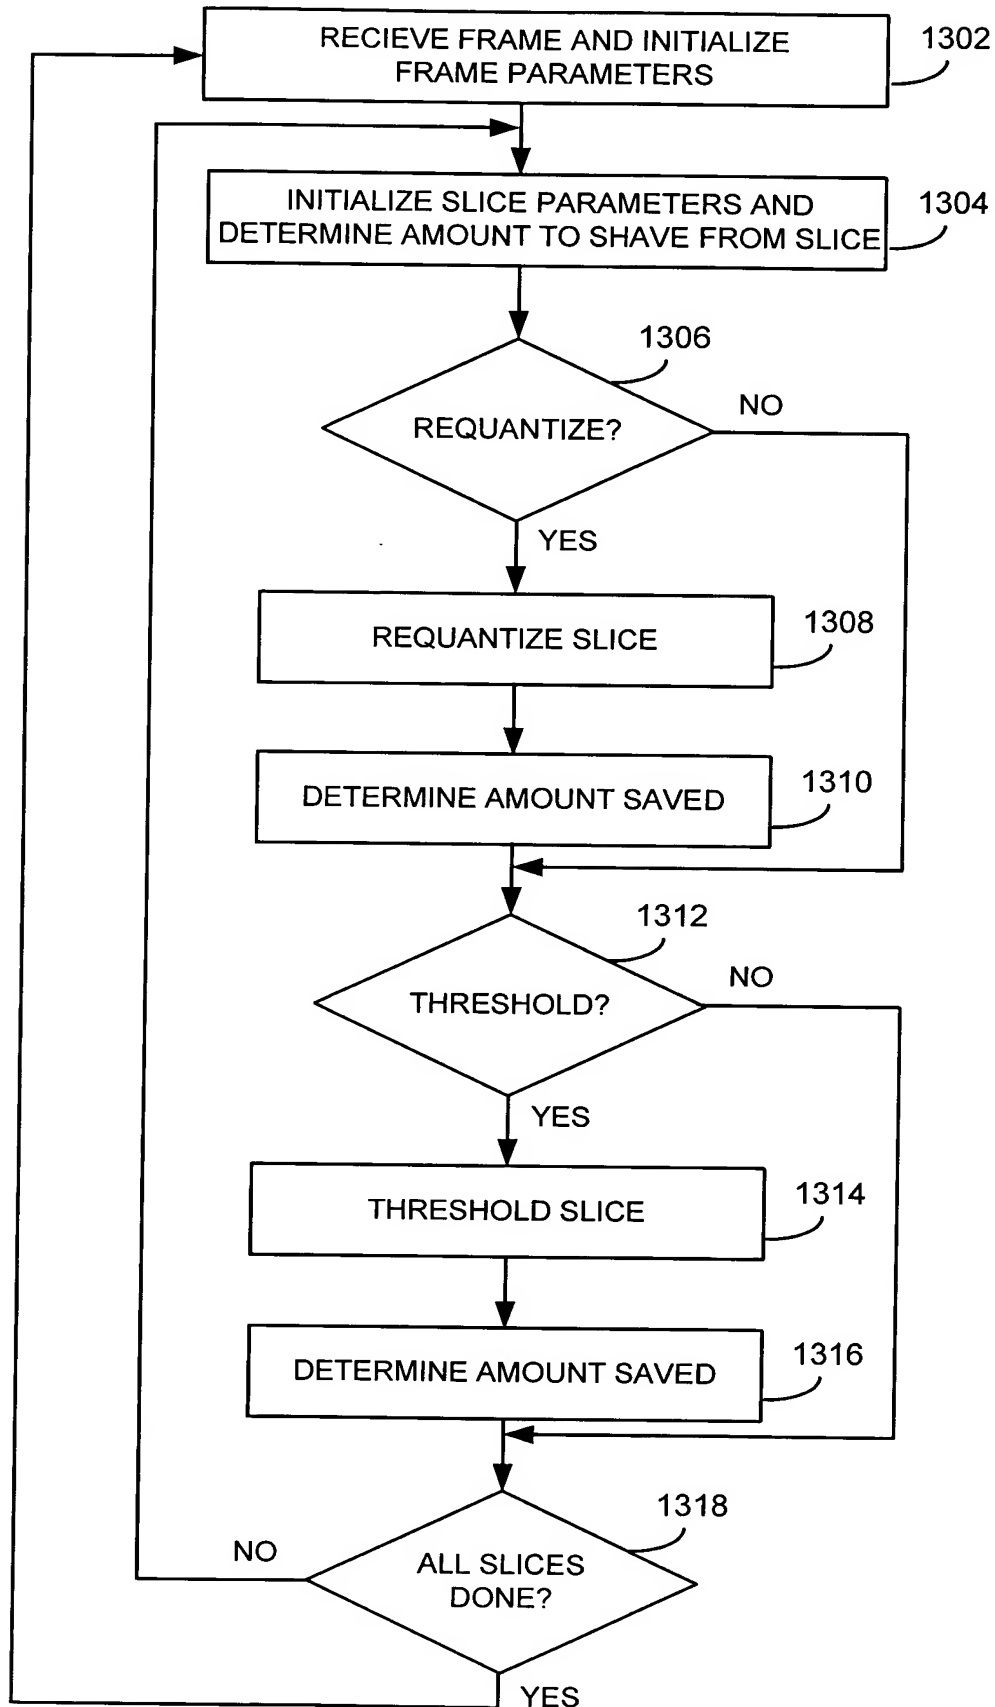 RECIEVE FRAME AND INITIALIZE
FRAME PARAMETERS
1302
INITIALIZE SLICE PARAMETERS AND
DETERMINE AMOUNT TO SHAVE FROM SLICE
1304
1306
REQUANTIZE?
NO
YES
REQUANTIZE SLICE
1308
DETERMINE AMOUNT SAVED
1310
1312
THRESHOLD?
NO
YES
THRESHOLD SLICE
1314
DETERMINE AMOUNT SAVED
1316
1318
NO
ALL SLICES
DONE?
YES